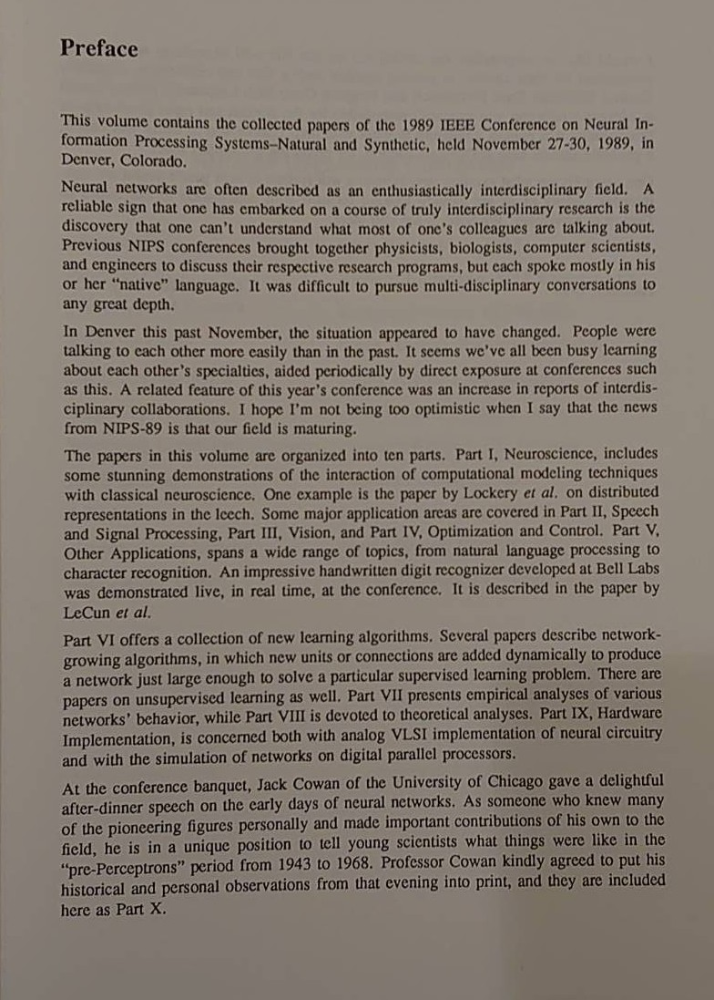 Preface
This volume contains the collected papers of the 1989 IEEE Conference on Neural In-
formation Processing Systems–Natural and Synthetic, held November 27-30, 1989, in
Denver, Colorado.
Neural networks are often described as an enthusiastically interdisciplinary field. A
reliable sign that one has embarked on a course of truly interdisciplinary research is the
discovery that one can't understand what most of one's colleagues are talking about.
Previous NIPS conferences brought together physicists, biologists, computer scientists,
and engineers to discuss their respective research programs, but each spoke mostly in his
or her "native" language. It was difficult to pursue multi-disciplinary conversations to
any great depth.
In Denver this past November, the situation appeared to have changed. People were
talking to each other more easily than in the past. It seems we've all been busy learning
about each other's specialties, aided periodically by direct exposure at conferences such
as this. A related feature of this year's conference was an increase in reports of interdis-
ciplinary collaborations. I hope I'm not being too optimistic when I say that the news
from NIPS-89 is that our field is maturing.
The papers in this volume are organized into ten parts. Part I, Neuroscience, includes
some stunning demonstrations of the interaction of computational modeling techniques
with classical neuroscience. One example is the paper by Lockery et al. on distributed
representations in the leech. Some major application areas are covered in Part II, Speech
and Signal Processing, Part III, Vision, and Part IV, Optimization and Control. Part V,
Other Applications, spans a wide range of topics, from natural language processing to
character recognition. An impressive handwritten digit recognizer developed at Bell Labs
was demonstrated live, in real time, at the conference. It is described in the paper by
LeCun et al.
Part VI offers a collection of new learning algorithms. Several papers describe network-
growing algorithms, in which new units or connections are added dynamically to produce
a network just large enough to solve a particular supervised learning problem. There are
papers on unsupervised learning as well. Part VII presents empirical analyses of various
networks' behavior, while Part VIII is devoted to theoretical analyses. Part IX, Hardware
Implementation, is concerned both with analog VLSI implementation of neural circuitry
and with the simulation of networks on digital parallel processors.
At the conference banquet, Jack Cowan of the University of Chicago gave a delightful
after-dinner speech on the early days of neural networks. As someone who knew many
of the pioneering figures personally and made important contributions of his own to the
field, he is in a unique position to tell young scientists what things were like in the
"pre-Perceptrons" period from 1943 to 1968. Professor Cowan kindly agreed to put his
historical and personal observations from that evening into print, and they are included
here as Part X.